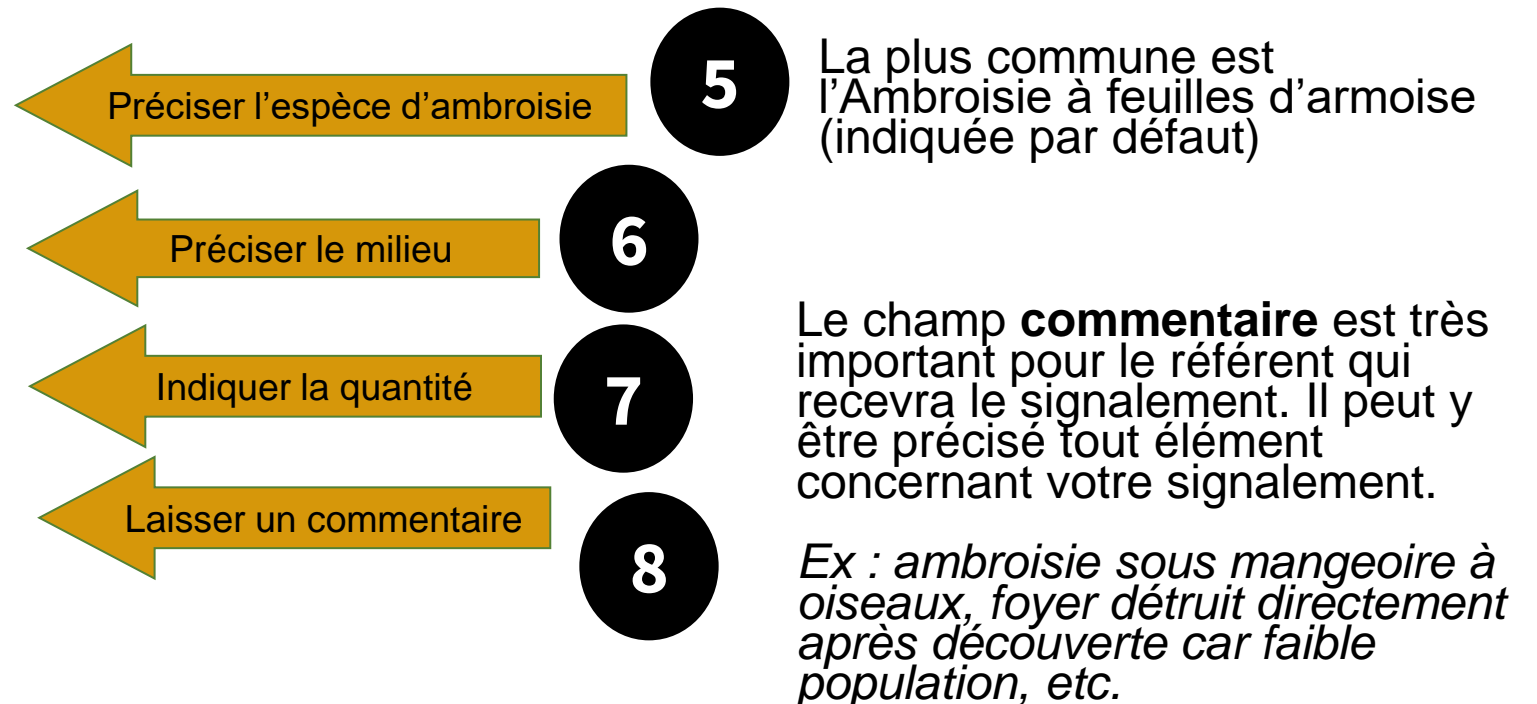 Préciser l’espèce d’ambroisie
5
La plus commune est
l’Ambroisie à feuilles d’armoise
(indiquée par défaut)
Préciser le milieu
6
Indiquer la quantité
7
Laisser un commentaire
8
Le champ commentaire est très
important pour le référent qui
recevra le signalement. Il peut y
être précisé tout élément
concernant votre signalement.
Ex : ambroisie sous mangeoire à
oiseaux, foyer détruit directement
après découverte car faible
population, etc.